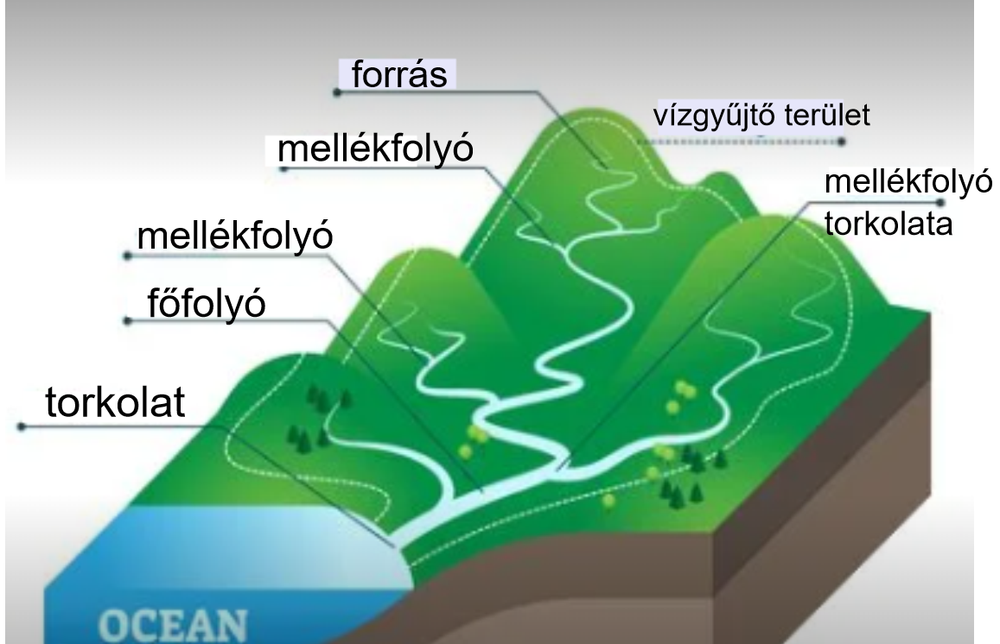 forrás
vízgyűjtő terület
mellékfolyó
mellékfolyó
torkolata
mellékfolyó
főfolyó
torkolat
OCEAN